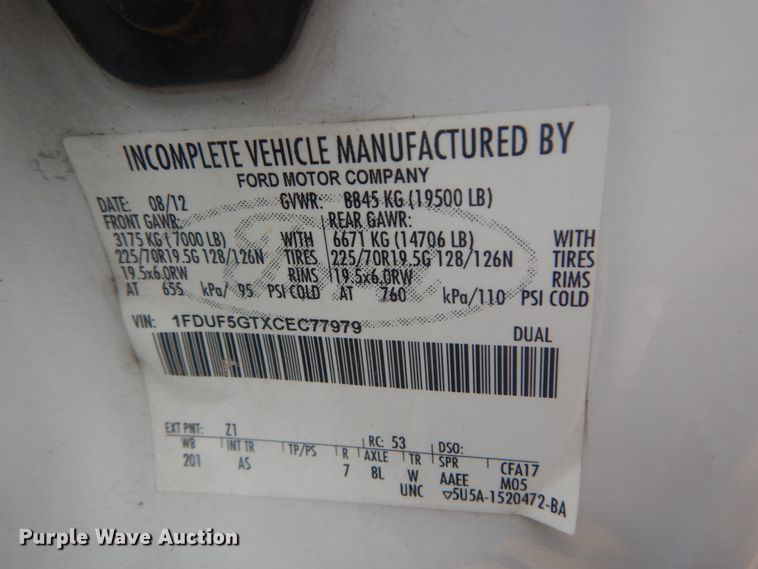 INCOMPLETE VEHICLE MANUFACTURED BY
FORD MOTOR COMPANY
DATE: 08/12 GVWR: 8845 KG (19500 LB)
FRONT GAWR: REAR GAWR:
3175 KG (7000 LB) WITH 6671 KG (14706 LB) WITH
225/70R19.5G 128/126N TIRES 225/70R19.5G 128/126N TIRES
19.5x6.0RW RIMS 19.5x6.0RW RIMS
AT 655 kPa/ 95 PSI COLD AT 760 kPa/110 PSI COLD
VIN: 1FDUF5GTXCEC77979 DUAL
EXT PNT: Z1 RC: 53 DSO:
WB INT TR TP/PS R AXLE TR SPR CFA17
201 AS 7 8L W AAEE M05
UNC ▽5U5A-1520472-BA
Purple Wave Auction